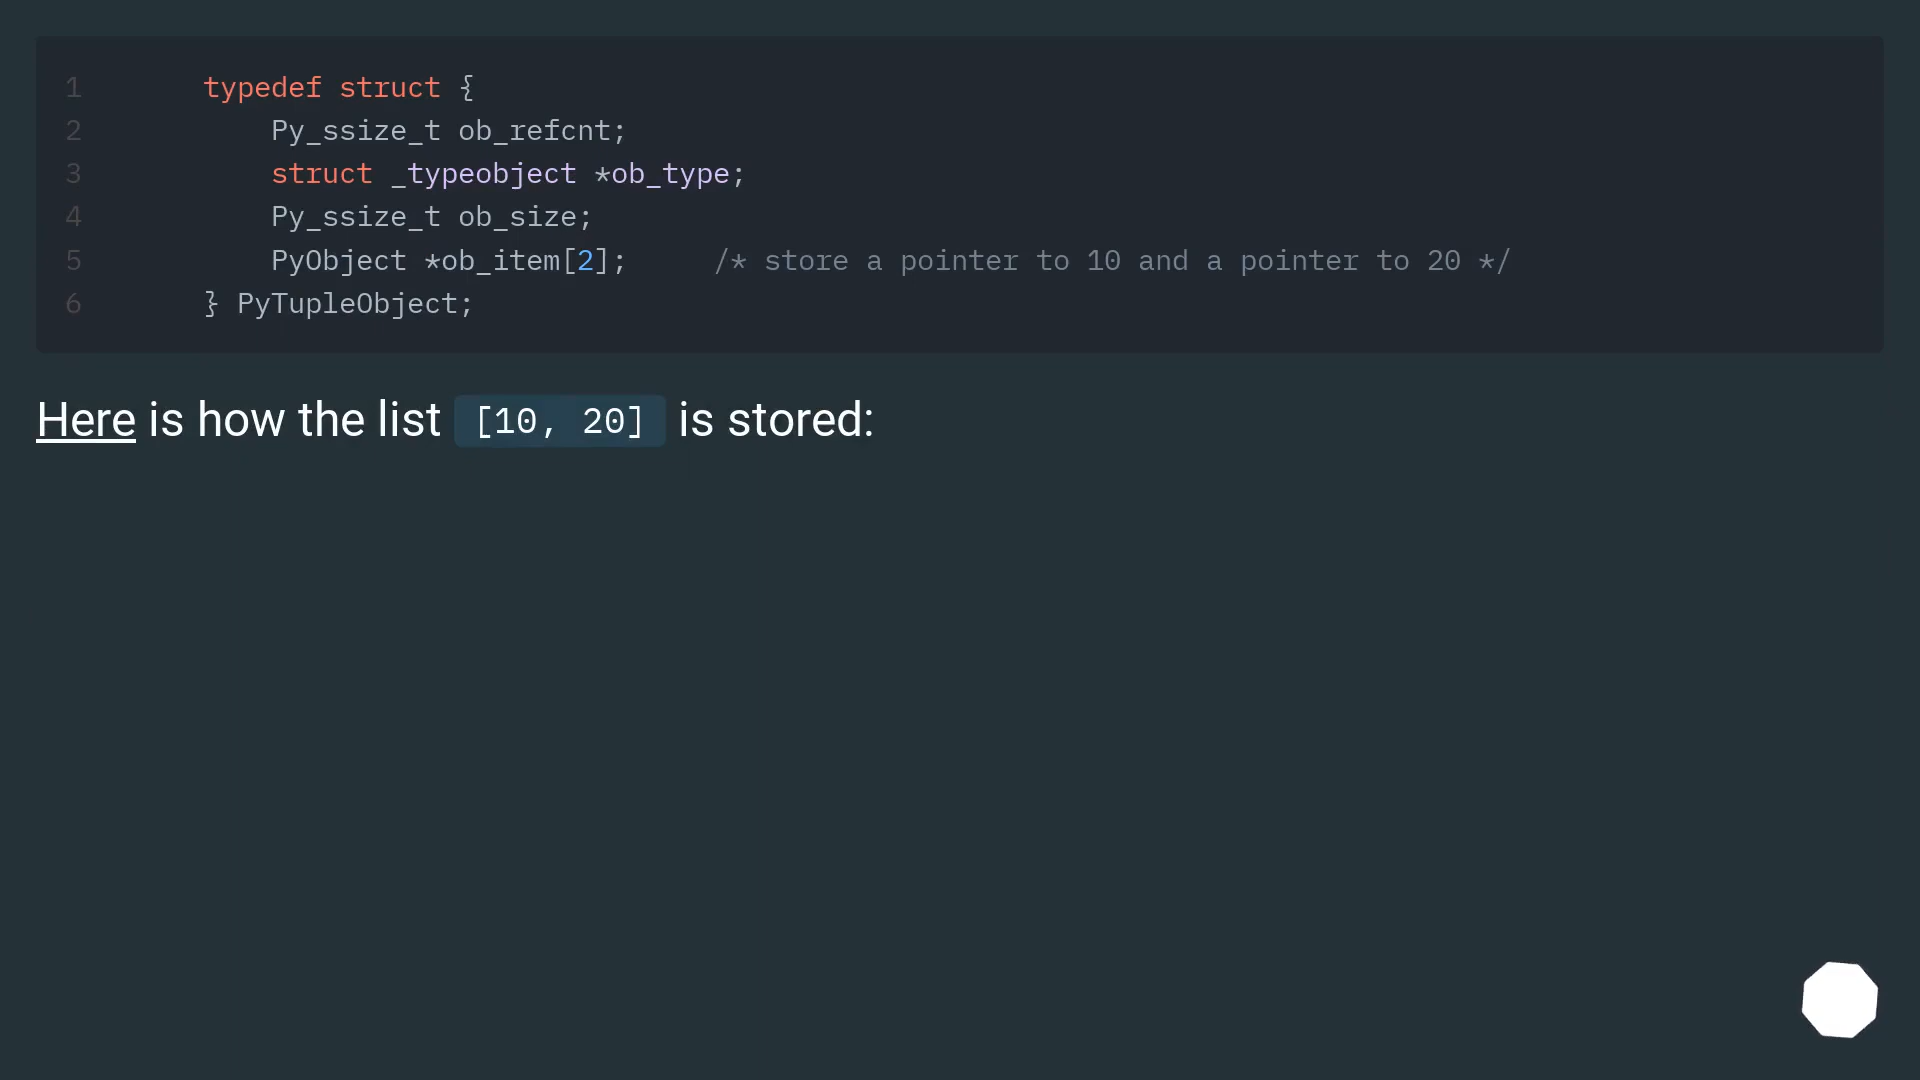 1 typedef struct {
2 Py_ssize_t ob_refcnt;
3 struct _typeobject *ob_type;
4 Py_ssize_t ob_size;
5 PyObject *ob_item[2]; /* store a pointer to 10 and a pointer to 20 */
6 } PyTupleObject;
Here is how the list [10, 20] is stored: